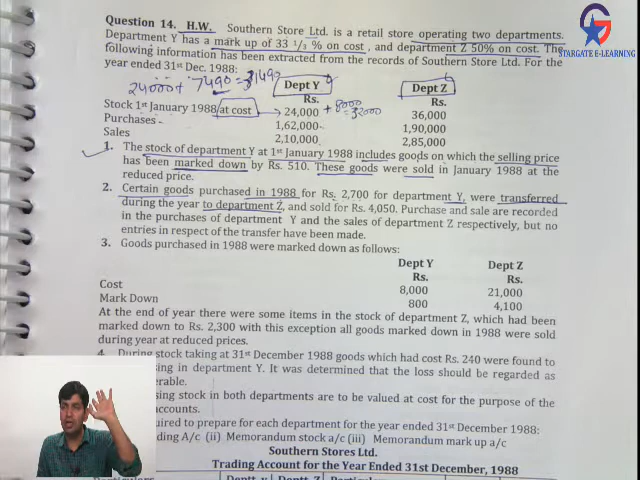 Question 14. H.W. Southern Store Ltd. is a retail store operating two departments.
Department Y has a mark up of 33 1/3 % on cost, and department Z 50% on cost. The
following information has been extracted from the records of Southern Store Ltd. For the
year ended 31st Dec. 1988:
STARGATE E-LEARNING
24000 + 7490 = 31490
Dept Y Dept Z
Rs. Rs.
Stock 1st January 1988 at cost 24,000 + 8000 = 32000 36,000
Purchases 1,62,000 1,90,000
Sales 2,10,000 2,85,000
1. The stock of department Y at 1st January 1988 includes goods on which the selling price
has been marked down by Rs. 510. These goods were sold in January 1988 at the
reduced price.
2. Certain goods purchased in 1988 for Rs. 2,700 for department Y, were transferred
during the year to department Z, and sold for Rs. 4,050. Purchase and sale are recorded
in the purchases of department Y and the sales of department Z respectively, but no
entries in respect of the transfer have been made.
3. Goods purchased in 1988 were marked down as follows:
Dept Y Dept Z
Rs. Rs.
Cost 8,000 21,000
Mark Down 800 4,100
At the end of year there were some items in the stock of department Z, which had been
marked down to Rs. 2,300 with this exception all goods marked down in 1988 were sold
during year at reduced prices.
4. During stock taking at 31st December 1988 goods which had cost Rs. 240 were found to
sing in department Y. It was determined that the loss should be regarded as
erable.
sing stock in both departments are to be valued at cost for the purpose of the
accounts.
uired to prepare for each department for the year ended 31st December 1988:
ding A/c (ii) Memorandum stock a/c (iii) Memorandum mark up a/c
Southern Stores Ltd.
Trading Account for the Year Ended 31st December, 1988